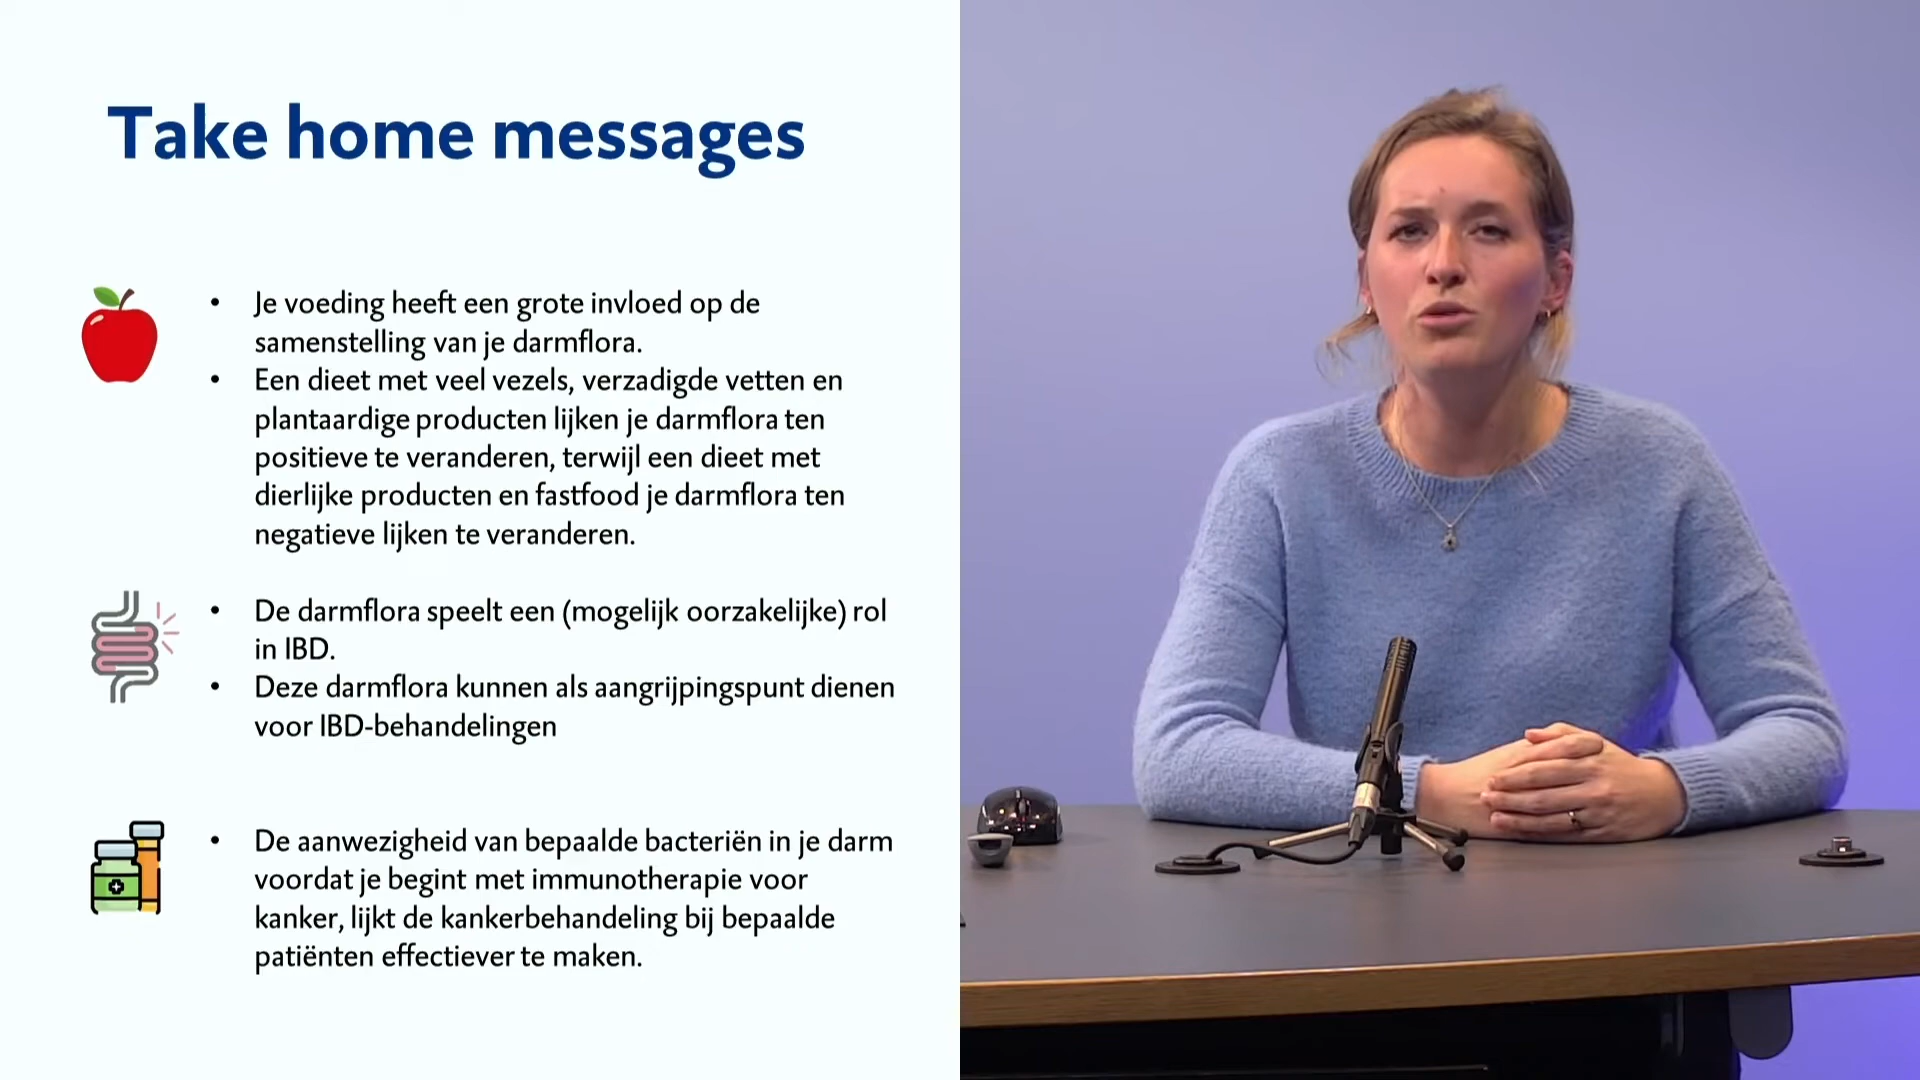 Take home messages
• Je voeding heeft een grote invloed op de
samenstelling van je darmflora.
• Een dieet met veel vezels, verzadigde vetten en
plantaardige producten lijken je darmflora ten
positieve te veranderen, terwijl een dieet met
dierlijke producten en fastfood je darmflora ten
negatieve lijken te veranderen.
• De darmflora speelt een (mogelijk oorzakelijke) rol
in IBD.
• Deze darmflora kunnen als aangrijpingspunt dienen
voor IBD-behandelingen
• De aanwezigheid van bepaalde bacteriën in je darm
voordat je begint met immunotherapie voor
kanker, lijkt de kankerbehandeling bij bepaalde
patiënten effectiever te maken.